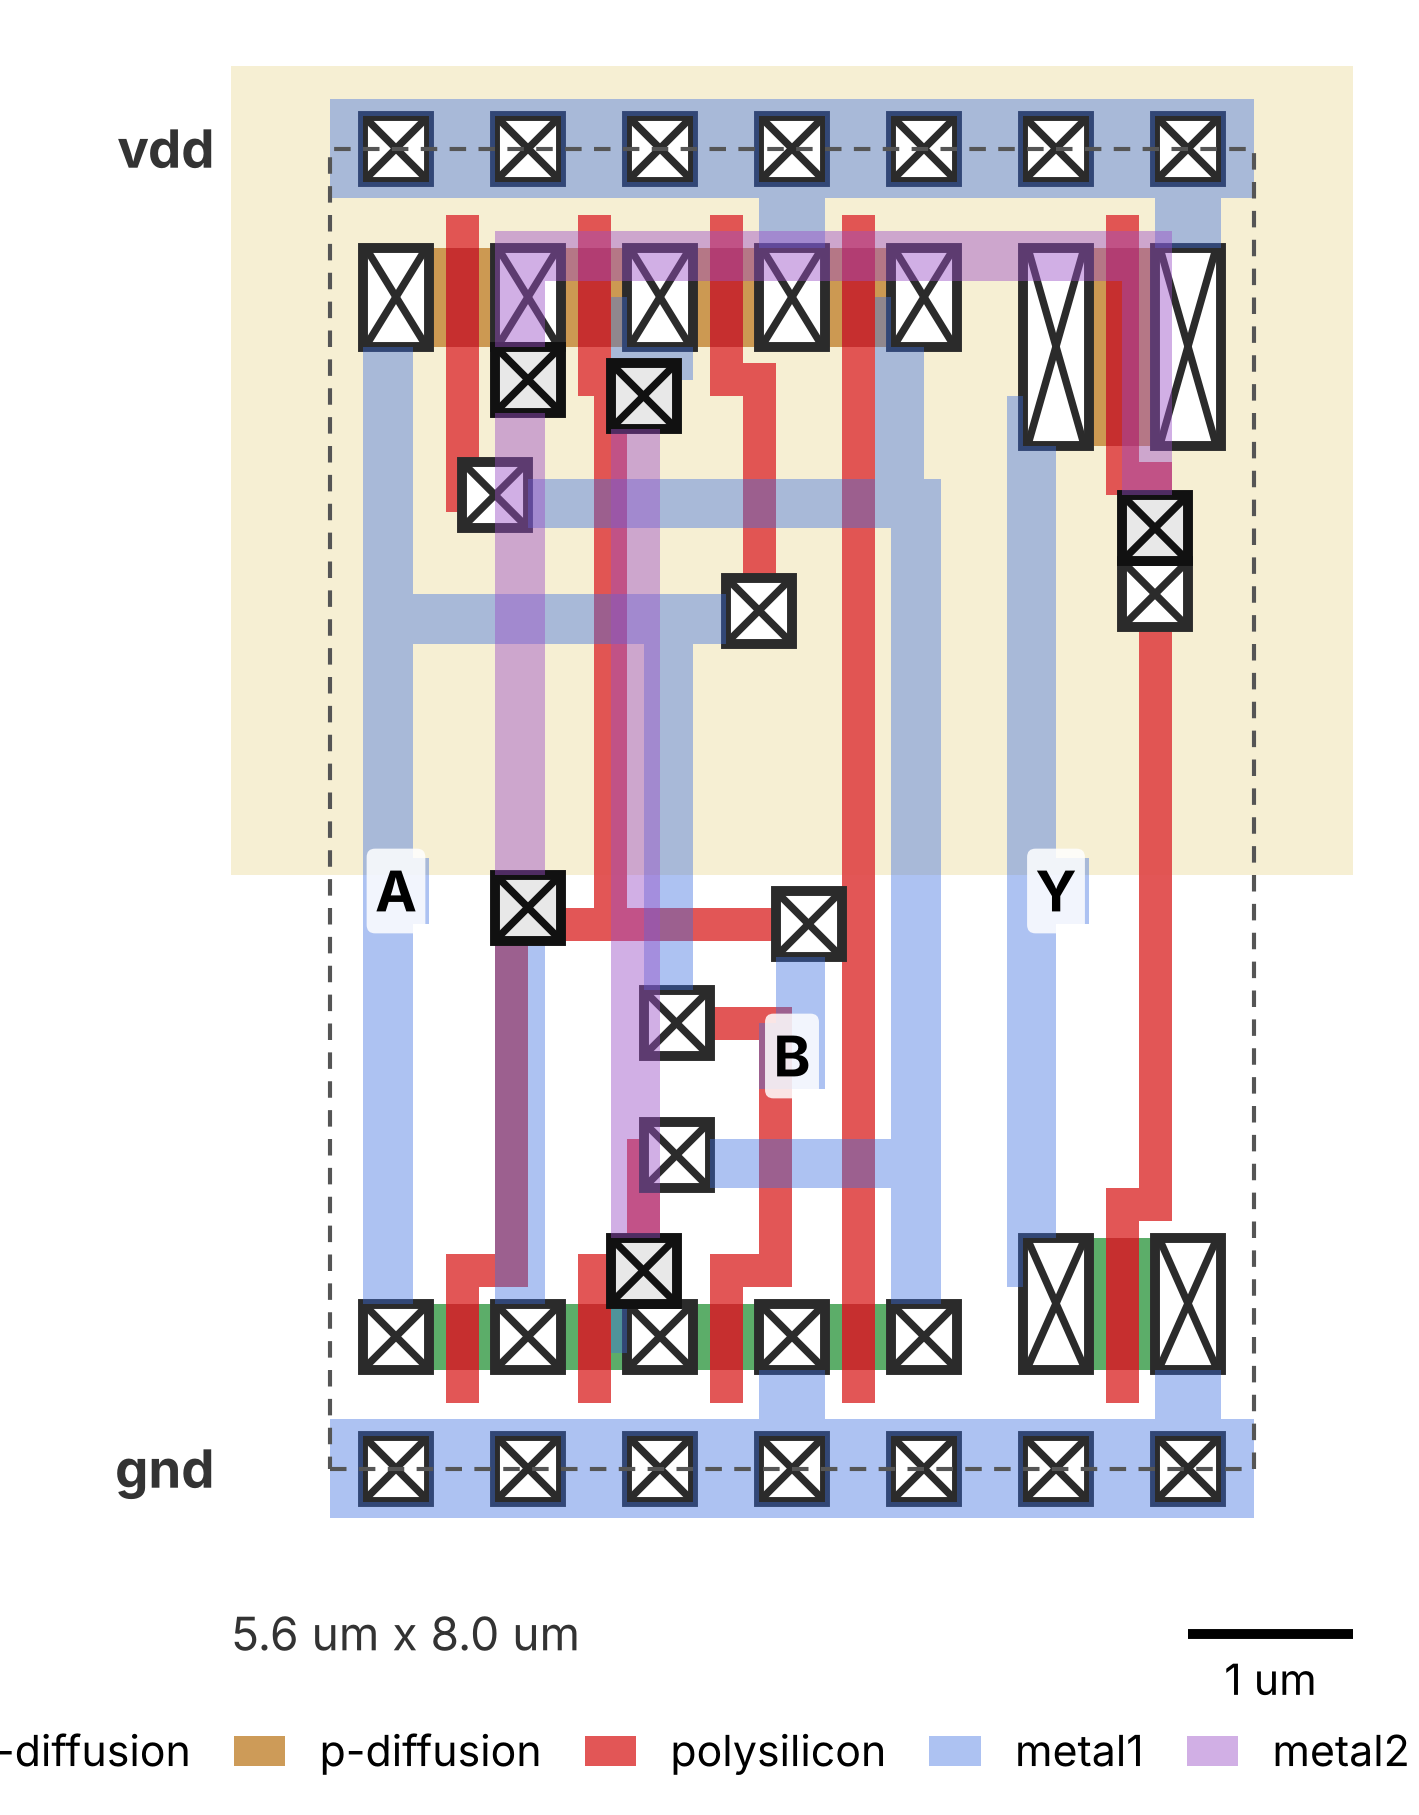 vdd
A
Y
B
gnd
5.6 um x 8.0 um
1 um
-diffusion p-diffusion polysilicon metal1 metal2